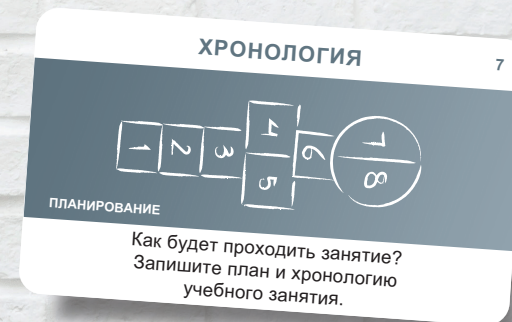 ХРОНОЛОГИЯ
7
1 2 3 4 5 6 7 8
ПЛАНИРОВАНИЕ
Как будет проходить занятие?
Запишите план и хронологию
учебного занятия.